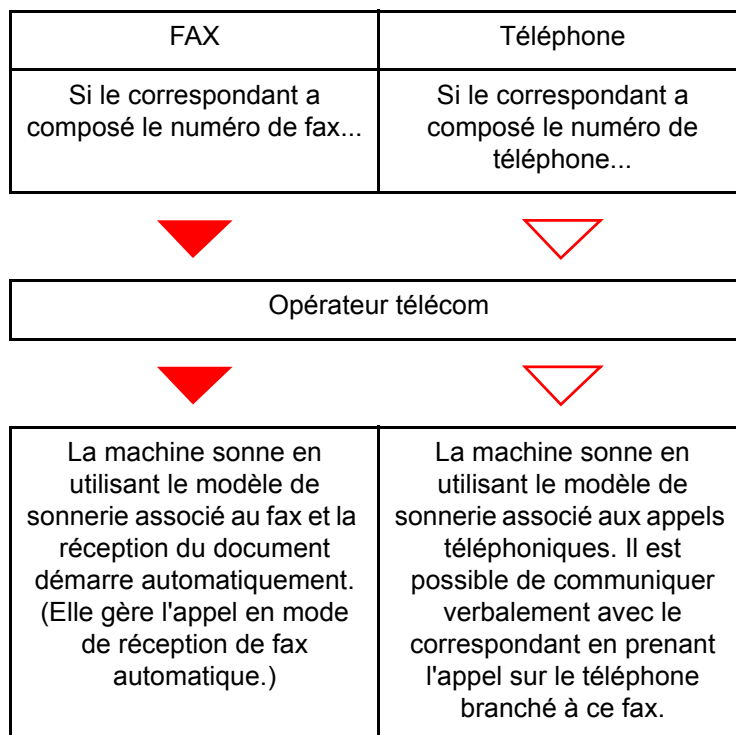 FAX
Téléphone
Si le correspondant a
composé le numéro de fax...
Si le correspondant a
composé le numéro de
téléphone...
Opérateur télécom
La machine sonne en
utilisant le modèle de
sonnerie associé au fax et la
réception du document
démarre automatiquement.
(Elle gère l'appel en mode
de réception de fax
automatique.)
La machine sonne en
utilisant le modèle de
sonnerie associé aux appels
téléphoniques. Il est
possible de communiquer
verbalement avec le
correspondant en prenant
l'appel sur le téléphone
branché à ce fax.